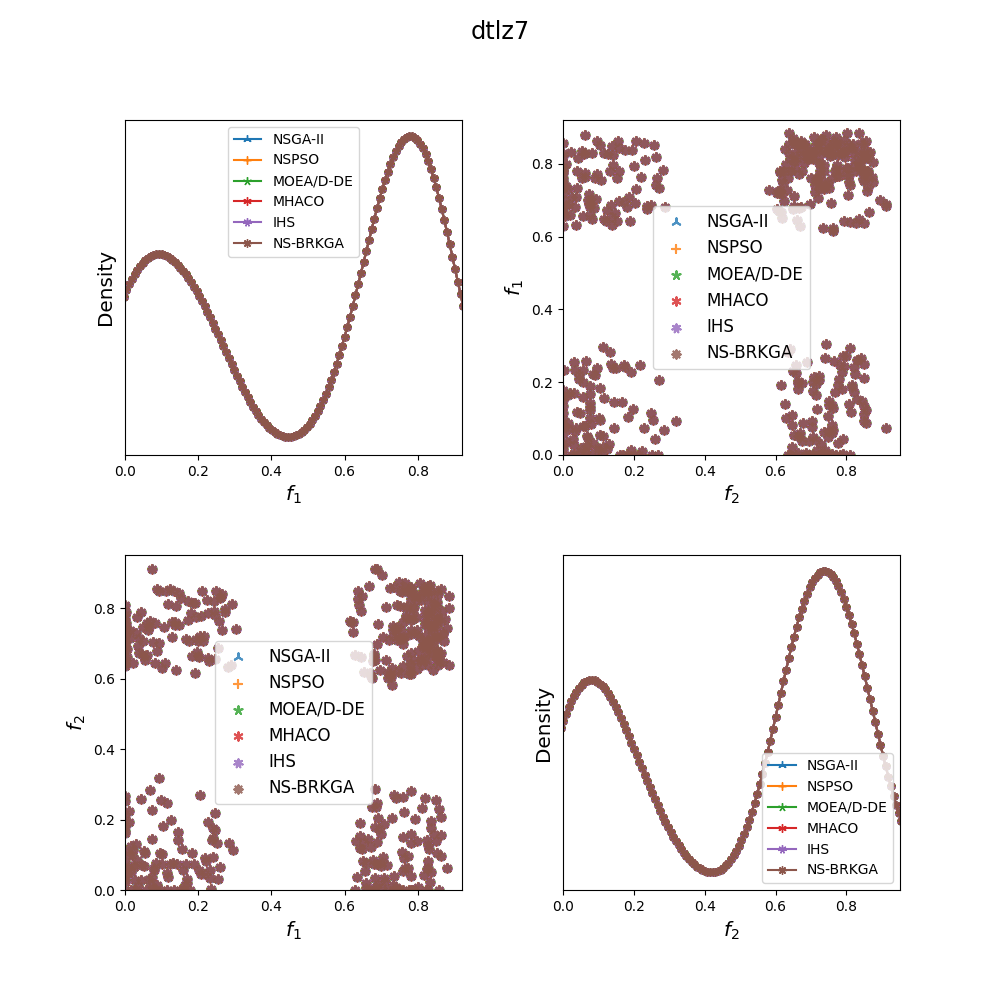 dtlz7
Density
NSGA-II
NSPSO
MOEA/D-DE
MHACO
IHS
NS-BRKGA
0.0 0.2 0.4 0.6 0.8
f₁
f₁
0.8
0.6
0.4
0.2
0.0
NSGA-II
NSPSO
MOEA/D-DE
MHACO
IHS
NS-BRKGA
0.0 0.2 0.4 0.6 0.8
f₂
f₂
0.8
0.6
0.4
0.2
0.0
NSGA-II
NSPSO
MOEA/D-DE
MHACO
IHS
NS-BRKGA
0.0 0.2 0.4 0.6 0.8
f₁
Density
NSGA-II
NSPSO
MOEA/D-DE
MHACO
IHS
NS-BRKGA
0.0 0.2 0.4 0.6 0.8
f₂